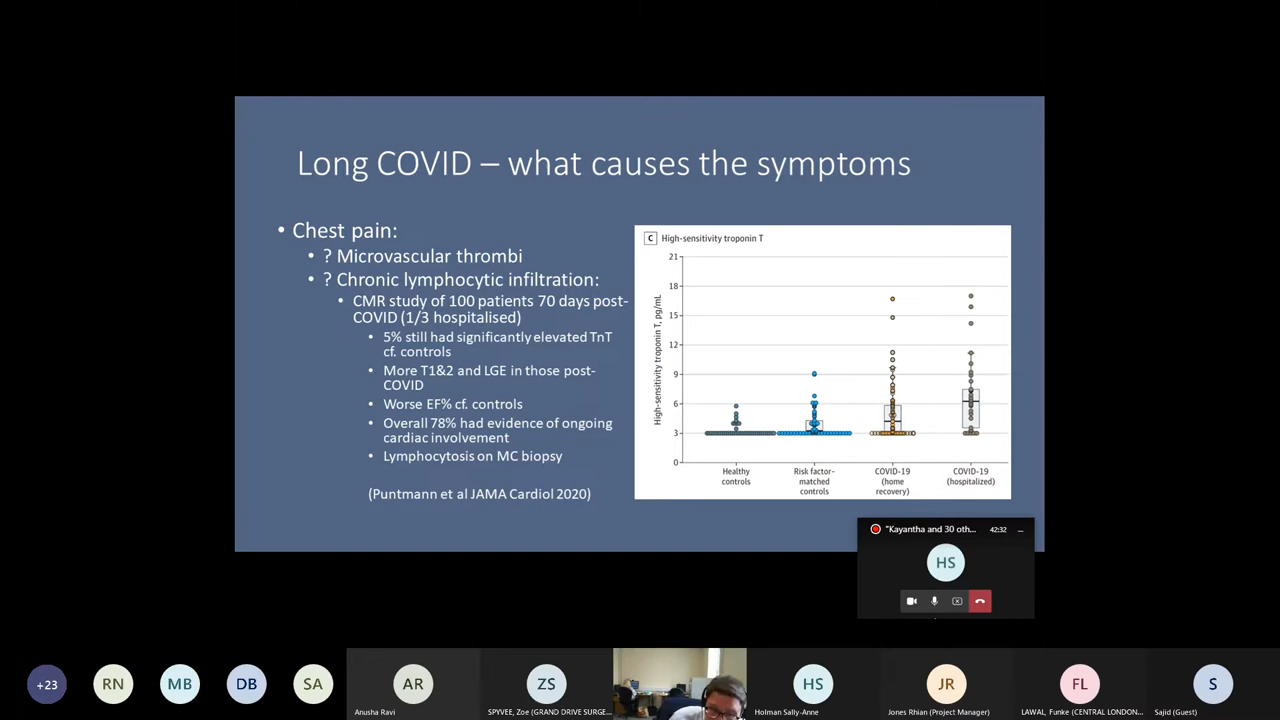 Long COVID – what causes the symptoms
• Chest pain:
• ? Microvascular thrombi
• ? Chronic lymphocytic infiltration:
• CMR study of 100 patients 70 days post-
COVID (1/3 hospitalised)
• 5% still had significantly elevated TnT
cf. controls
• More T1&2 and LGE in those post-
COVID
• Worse EF% cf. controls
• Overall 78% had evidence of ongoing
cardiac involvement
• Lymphocytosis on MC biopsy
(Puntmann et al JAMA Cardiol 2020)
C High-sensitivity troponin T
High-sensitivity troponin T, pg/mL
21
18
15
12
9
6
3
0
Healthy
controls
Risk factor-
matched
controls
COVID-19
(home
recovery)
COVID-19
(hospitalized)
"Kayantha and 30 oth...
42:32
HS
+23
RN
MB
DB
SA
AR
Anusha Ravi
ZS
SPYVEE, Zoe (GRAND DRIVE SURGE...
HS
Holman Sally-Anne
JR
Jones Rhian (Project Manager)
FL
LAWAL, Funke (CENTRAL LONDON...
S
Sajid (Guest)